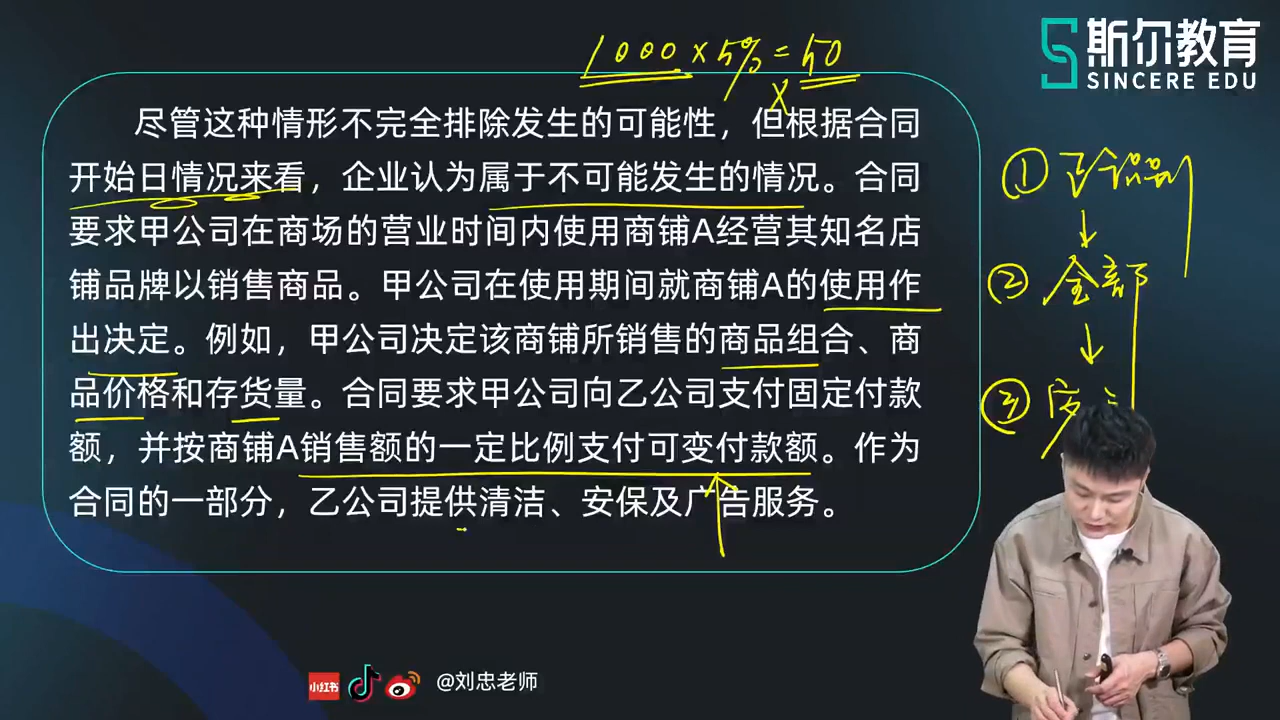 1000×5%=50
×
斯尔教育
SINCERE EDU
尽管这种情形不完全排除发生的可能性，但根据合同
开始日情况来看，企业认为属于不可能发生的情况。合同
要求甲公司在商场的营业时间内使用商铺A经营其知名店
铺品牌以销售商品。甲公司在使用期间就商铺A的使用作
出决定。例如，甲公司决定该商铺所销售的商品组合、商
品价格和存货量。合同要求甲公司向乙公司支付固定付款
额，并按商铺A销售额的一定比例支付可变付款额。作为
合同的一部分，乙公司提供清洁、安保及广告服务。
① 可识别
② 全部
③
小红书
@刘忠老师